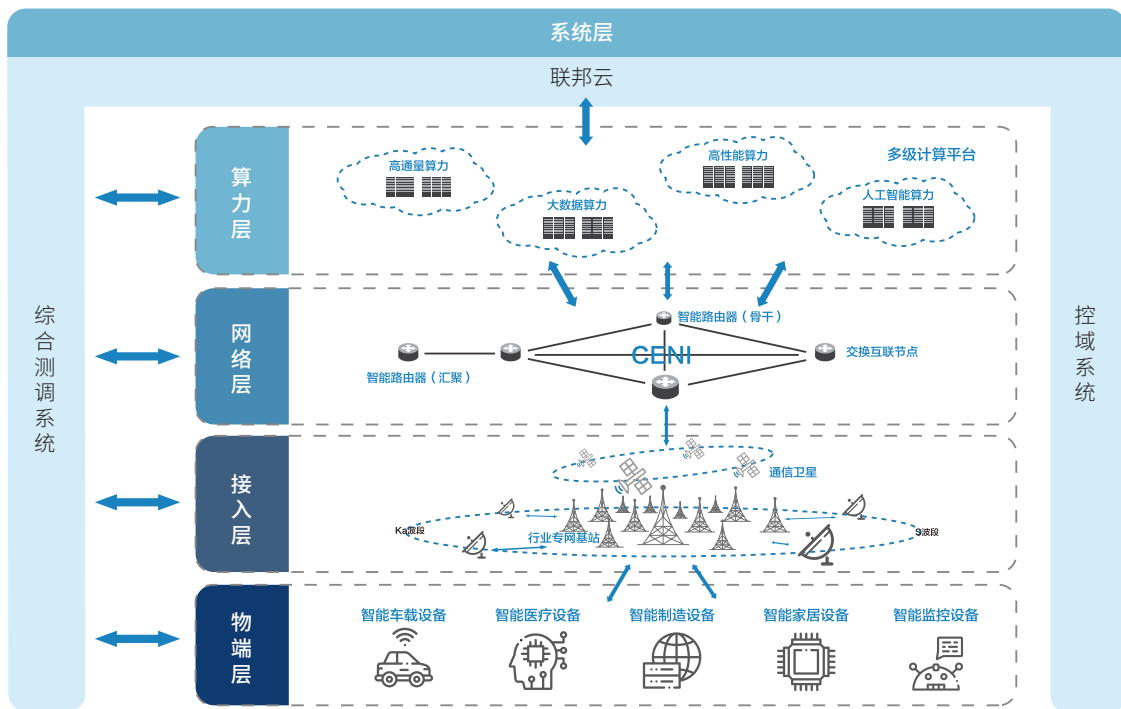 系统层
联邦云
综合测调系统
控域系统
算力层
高通量算力
大数据算力
高性能算力
人工智能算力
多级计算平台
网络层
智能路由器（骨干）
CENI
交换互联节点
智能路由器（汇聚）
接入层
通信卫星
Ka波段
行业专网基站
S波段
物端层
智能车载设备
智能医疗设备
智能制造设备
智能家居设备
智能监控设备